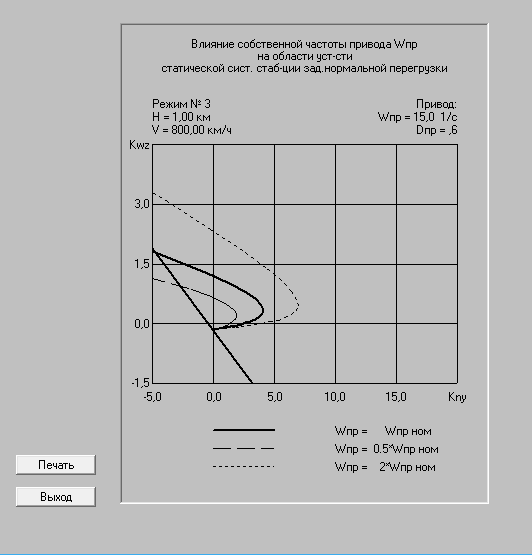 Влияние собственной частоты привода Wпр
на области уст-сти
статической сист. стаб-ции зад.нормальной перегрузки
Режим № 3
H = 1,00 км
V = 800,00 км/ч
Привод:
Wпр = 15,0 1/с
Dпр = ,6
Kwz
3,0
1,5
0,0
-1,5
-5,0 0,0 5,0 10,0 15,0 Kny
Wпр = Wпр ном
Wпр = 0.5*Wпр ном
Wпр = 2*Wпр ном
Печать
Выход